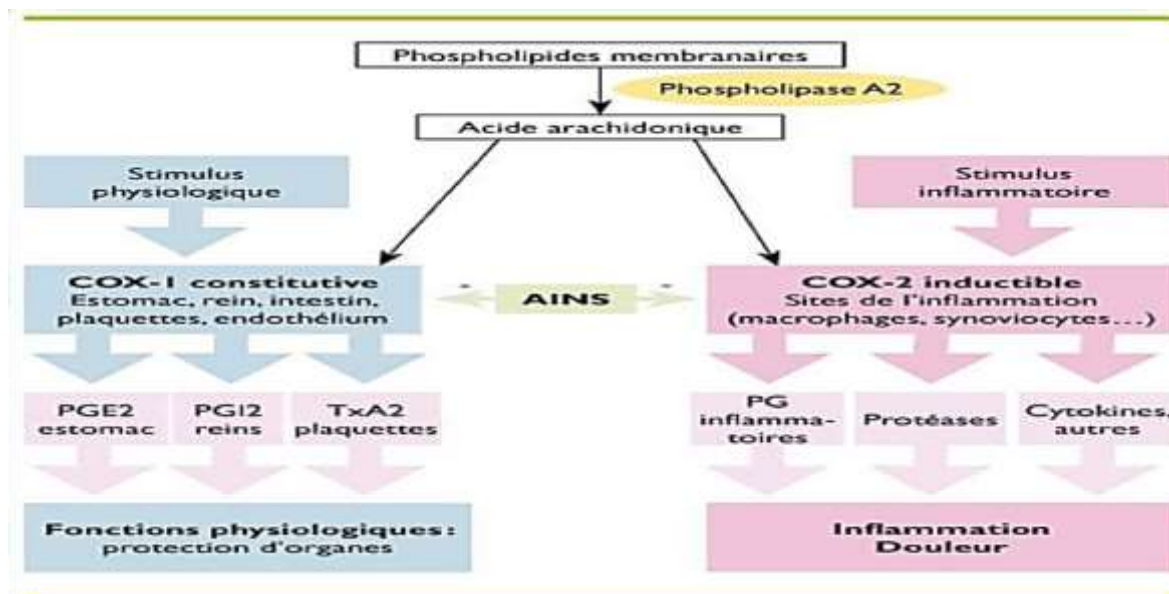 Phospholipides membranaires
Phospholipase A2
Acide arachidonique
Stimulus
physiologique
Stimulus
inflammatoire
COX-1 constitutive
Estomac, rein, intestin,
plaquettes, endothélium
- AINS -
COX-2 inductible
Sites de l'inflammation
(macrophages, synoviocytes...)
PGE2
estomac
PGI2
reins
TxA2
plaquettes
PG
inflamma-
toires
Protéases
Cytokines,
autres
Fonctions physiologiques :
protection d'organes
Inflammation
Douleur